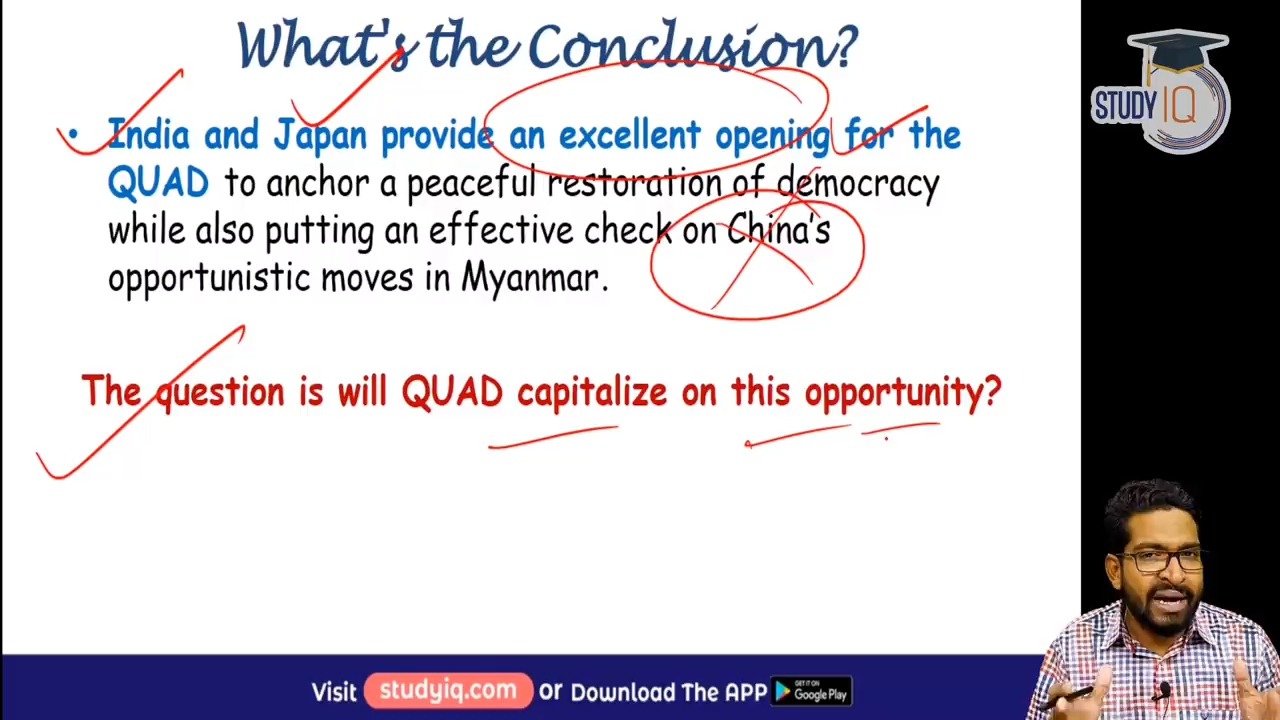 What's the Conclusion?
STUDY IQ
• India and Japan provide an excellent opening for the
QUAD to anchor a peaceful restoration of democracy
while also putting an effective check on China's
opportunistic moves in Myanmar.
The question is will QUAD capitalize on this opportunity?
Visit studyiq.com or Download The APP GET IT ON Google Play